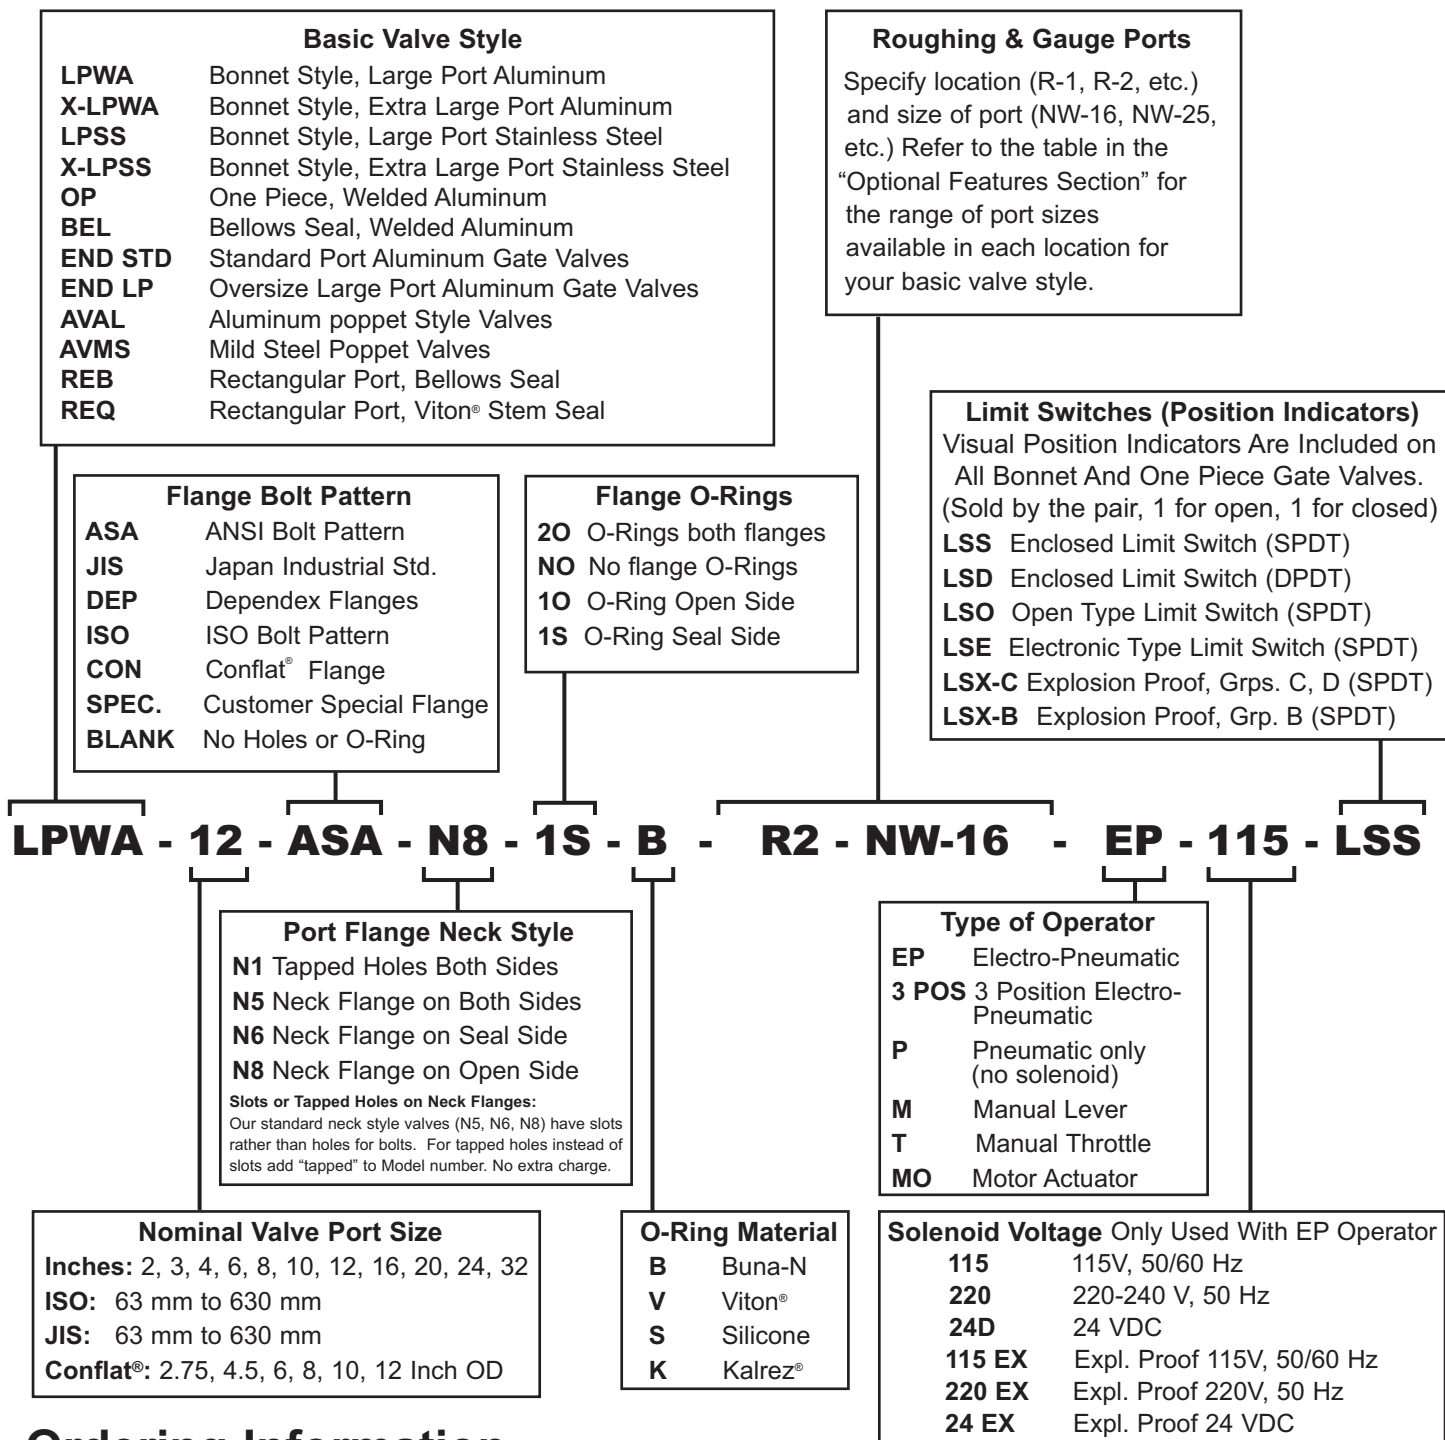 Basic Valve Style
LPWA Bonnet Style, Large Port Aluminum
X-LPWA Bonnet Style, Extra Large Port Aluminum
LPSS Bonnet Style, Large Port Stainless Steel
X-LPSS Bonnet Style, Extra Large Port Stainless Steel
OP One Piece, Welded Aluminum
BEL Bellows Seal, Welded Aluminum
END STD Standard Port Aluminum Gate Valves
END LP Oversize Large Port Aluminum Gate Valves
AVAL Aluminum poppet Style Valves
AVMS Mild Steel Poppet Valves
REB Rectangular Port, Bellows Seal
REQ Rectangular Port, Viton® Stem Seal
Roughing & Gauge Ports
Specify location (R-1, R-2, etc.)
and size of port (NW-16, NW-25,
etc.) Refer to the table in the
“Optional Features Section” for
the range of port sizes
available in each location for
your basic valve style.
Flange Bolt Pattern
ASA ANSI Bolt Pattern
JIS Japan Industrial Std.
DEP Dependex Flanges
ISO ISO Bolt Pattern
CON Conflat® Flange
SPEC. Customer Special Flange
BLANK No Holes or O-Ring
Flange O-Rings
2O O-Rings both flanges
NO No flange O-Rings
1O O-Ring Open Side
1S O-Ring Seal Side
Limit Switches (Position Indicators)
Visual Position Indicators Are Included on
All Bonnet And One Piece Gate Valves.
(Sold by the pair, 1 for open, 1 for closed)
LSS Enclosed Limit Switch (SPDT)
LSD Enclosed Limit Switch (DPDT)
LSO Open Type Limit Switch (SPDT)
LSE Electronic Type Limit Switch (SPDT)
LSX-C Explosion Proof, Grps. C, D (SPDT)
LSX-B Explosion Proof, Grp. B (SPDT)
LPWA - 12 - ASA - N8 - 1S - B - R2 - NW-16 - EP - 115 - LSS
Port Flange Neck Style
N1 Tapped Holes Both Sides
N5 Neck Flange on Both Sides
N6 Neck Flange on Seal Side
N8 Neck Flange on Open Side
Slots or Tapped Holes on Neck Flanges:
Our standard neck style valves (N5, N6, N8) have slots
rather than holes for bolts. For tapped holes instead of
slots add “tapped” to Model number. No extra charge.
Type of Operator
EP Electro-Pneumatic
3 POS 3 Position Electro-
Pneumatic
P Pneumatic only
(no solenoid)
M Manual Lever
T Manual Throttle
MO Motor Actuator
Nominal Valve Port Size
Inches: 2, 3, 4, 6, 8, 10, 12, 16, 20, 24, 32
ISO: 63 mm to 630 mm
JIS: 63 mm to 630 mm
Conflat®: 2.75, 4.5, 6, 8, 10, 12 Inch OD
O-Ring Material
B Buna-N
V Viton®
S Silicone
K Kalrez®
Solenoid Voltage Only Used With EP Operator
115 115V, 50/60 Hz
220 220-240 V, 50 Hz
24D 24 VDC
115 EX Expl. Proof 115V, 50/60 Hz
220 EX Expl. Proof 220V, 50 Hz
24 EX Expl. Proof 24 VDC
Ordering Information